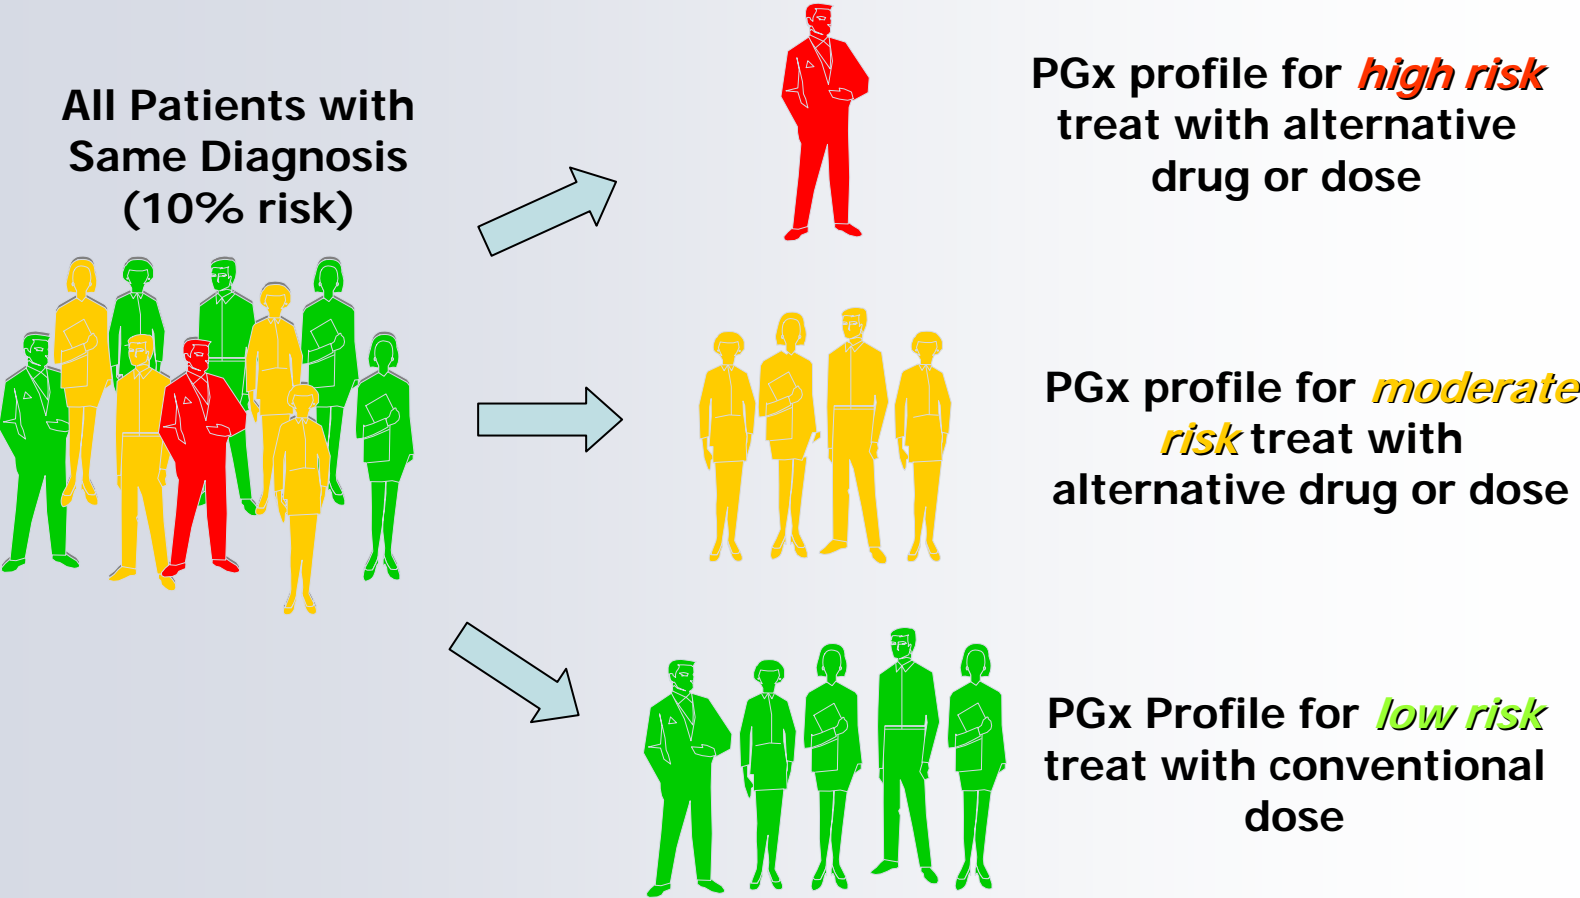 All Patients with
Same Diagnosis
(10% risk)
PGx profile for high risk
treat with alternative
drug or dose
PGx profile for moderate
risk treat with
alternative drug or dose
PGx Profile for low risk
treat with conventional
dose